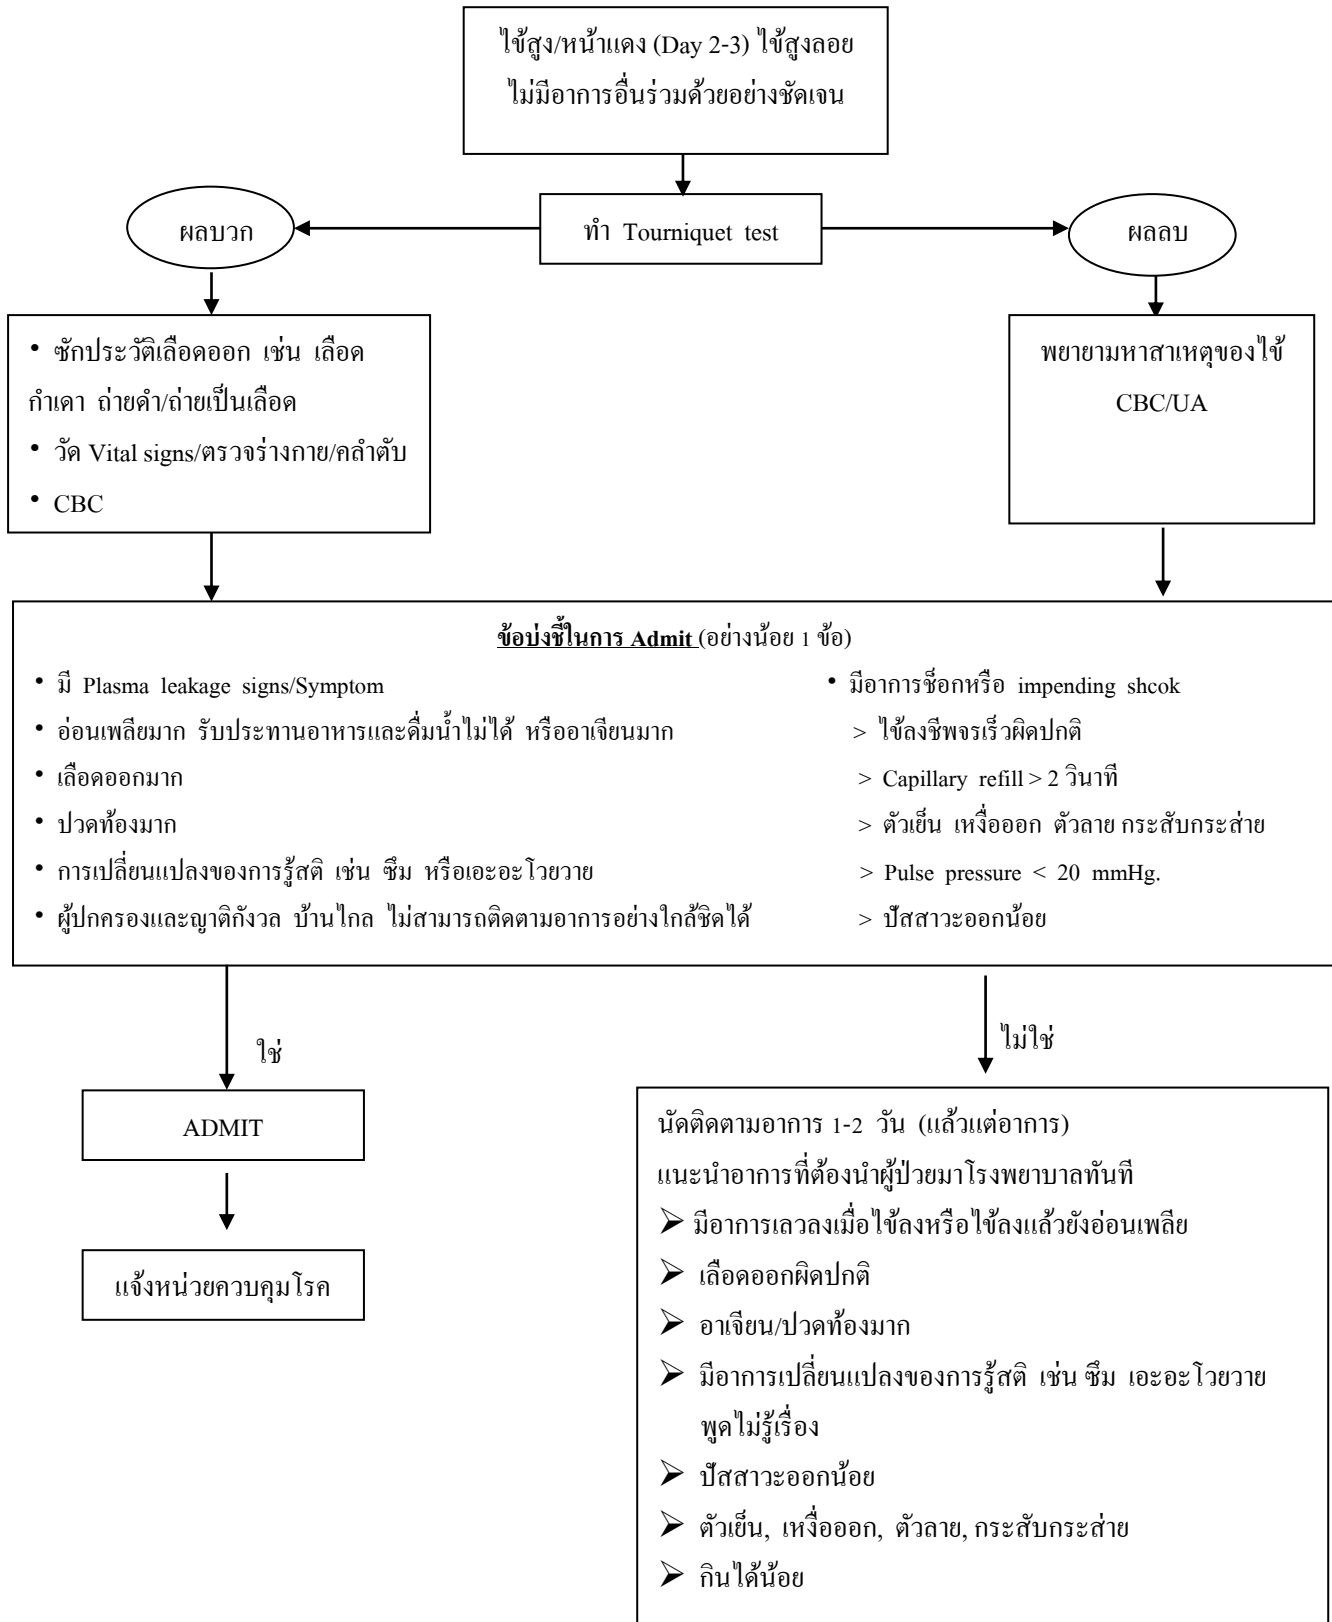 ไข้สูง/หน้าแดง (Day 2-3) ไข้สูงลอย
ไม่มีอาการอื่นร่วมด้วยอย่างชัดเจน
ทำ Tourniquet test
ผลบวก
ผลลบ
• ซักประวัติเลือดออก เช่น เลือด
กำเดา ถ่ายดำ/ถ่ายเป็นเลือด
• วัด Vital signs/ตรวจร่างกาย/คลำตับ
• CBC
พยายามหาสาเหตุของไข้
CBC/UA
ข้อบ่งชี้ในการ Admit (อย่างน้อย 1 ข้อ)
• มี Plasma leakage signs/Symptom
• อ่อนเพลียมาก รับประทานอาหารและดื่มน้ำไม่ได้ หรืออาเจียนมาก
• เลือดออกมาก
• ปวดท้องมาก
• การเปลี่ยนแปลงของการรู้สติ เช่น ซึม หรือเอะอะโวยวาย
• ผู้ปกครองและญาติกังวล บ้านไกล ไม่สามารถติดตามอาการอย่างใกล้ชิดได้
• มีอาการช็อกหรือ impending shcok
> ไข้ลงชีพจรเร็วผิดปกติ
> Capillary refill > 2 วินาที
> ตัวเย็น เหงื่อออก ตัวลาย กระสับกระส่าย
> Pulse pressure < 20 mmHg.
> ปัสสาวะออกน้อย
ใช่
ไม่ใช่
ADMIT
แจ้งหน่วยควบคุมโรค
นัดติดตามอาการ 1-2 วัน (แล้วแต่อาการ)
แนะนำอาการที่ต้องนำผู้ป่วยมาโรงพยาบาลทันที
➢ มีอาการเลวลงเมื่อไข้ลงหรือไข้ลงแล้วยังอ่อนเพลีย
➢ เลือดออกผิดปกติ
➢ อาเจียน/ปวดท้องมาก
➢ มีอาการเปลี่ยนแปลงของการรู้สติ เช่น ซึม เอะอะโวยวาย
พูดไม่รู้เรื่อง
➢ ปัสสาวะออกน้อย
➢ ตัวเย็น, เหงื่อออก, ตัวลาย, กระสับกระส่าย
➢ กินได้น้อย